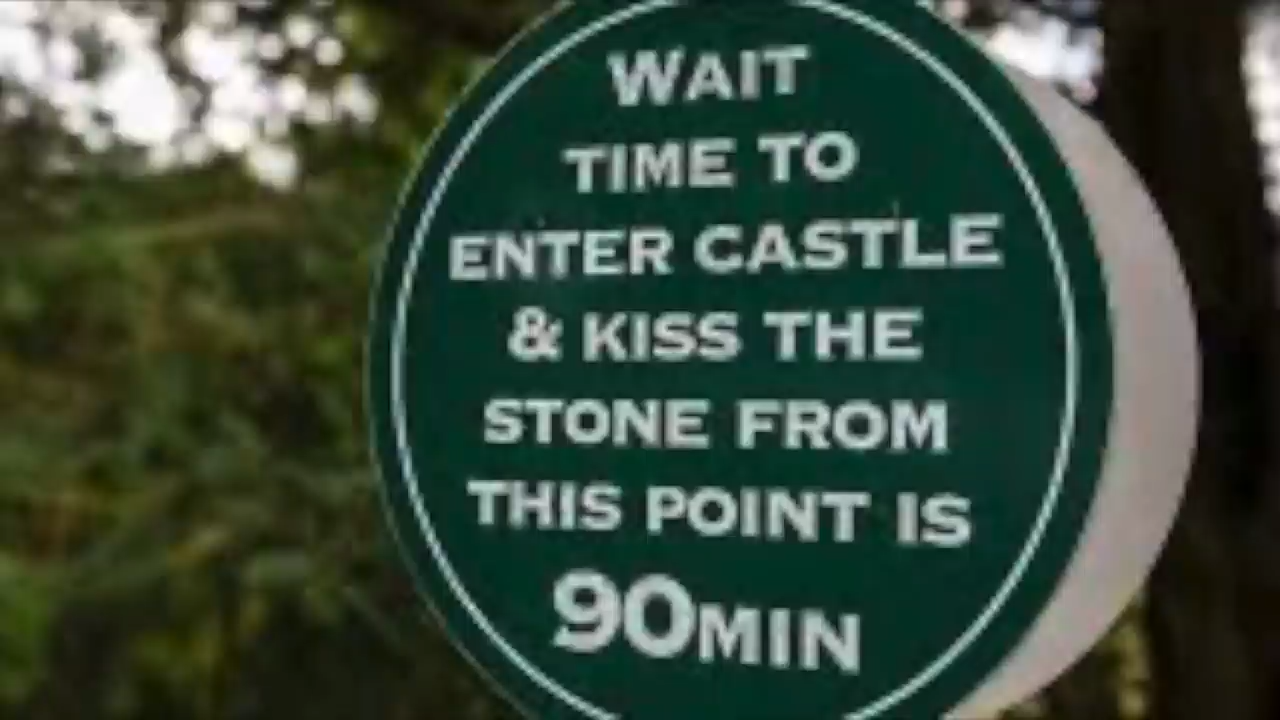 WAIT
TIME TO
ENTER CASTLE
& KISS THE
STONE FROM
THIS POINT IS
90MIN